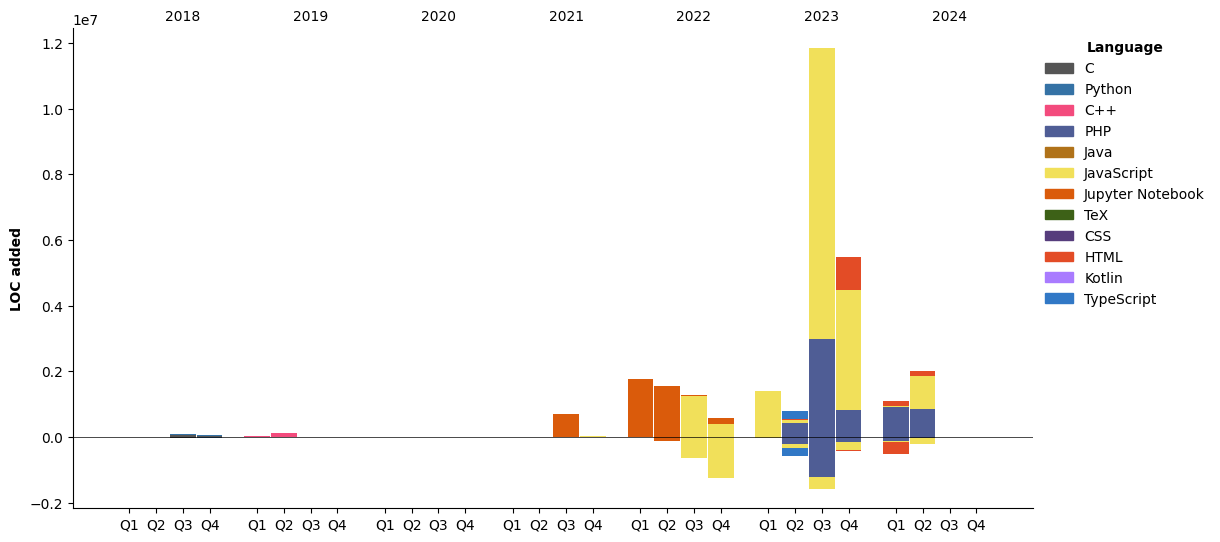 2018 2019 2020 2021 2022 2023 2024
1e7
1.2
1.0
0.8
0.6
0.4
0.2
0.0
−0.2
LOC added
Q1 Q2 Q3 Q4 Q1 Q2 Q3 Q4 Q1 Q2 Q3 Q4 Q1 Q2 Q3 Q4 Q1 Q2 Q3 Q4 Q1 Q2 Q3 Q4 Q1 Q2 Q3 Q4
Language
C
Python
C++
PHP
Java
JavaScript
Jupyter Notebook
TeX
CSS
HTML
Kotlin
TypeScript